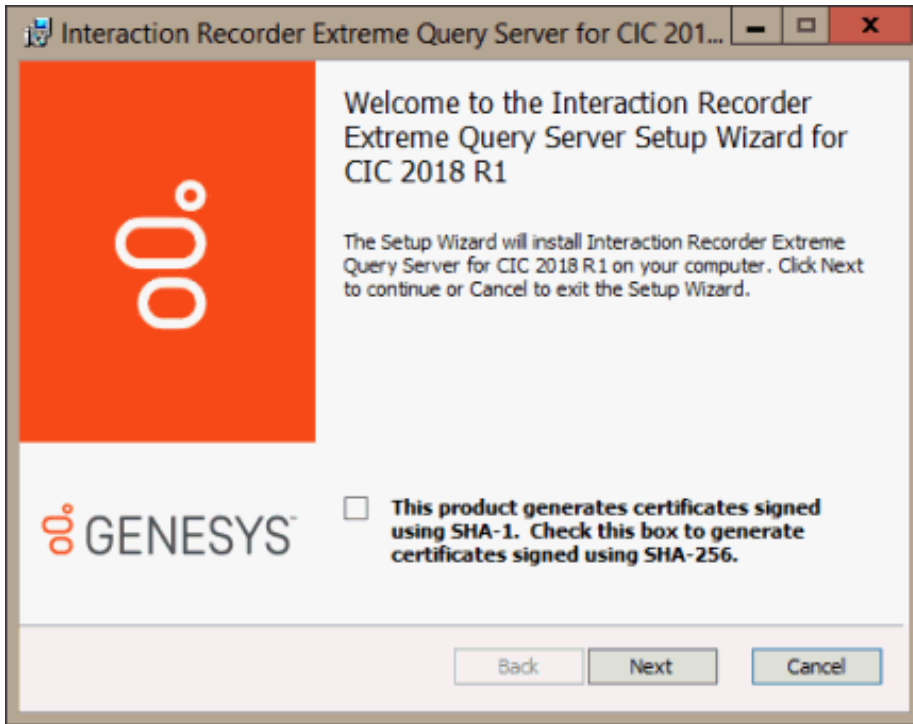 Interaction Recorder Extreme Query Server for CIC 201...
Welcome to the Interaction Recorder
Extreme Query Server Setup Wizard for
CIC 2018 R1
The Setup Wizard will install Interaction Recorder Extreme
Query Server for CIC 2018 R1 on your computer. Click Next
to continue or Cancel to exit the Setup Wizard.
GENESYS
This product generates certificates signed
using SHA-1. Check this box to generate
certificates signed using SHA-256.
Back Next Cancel